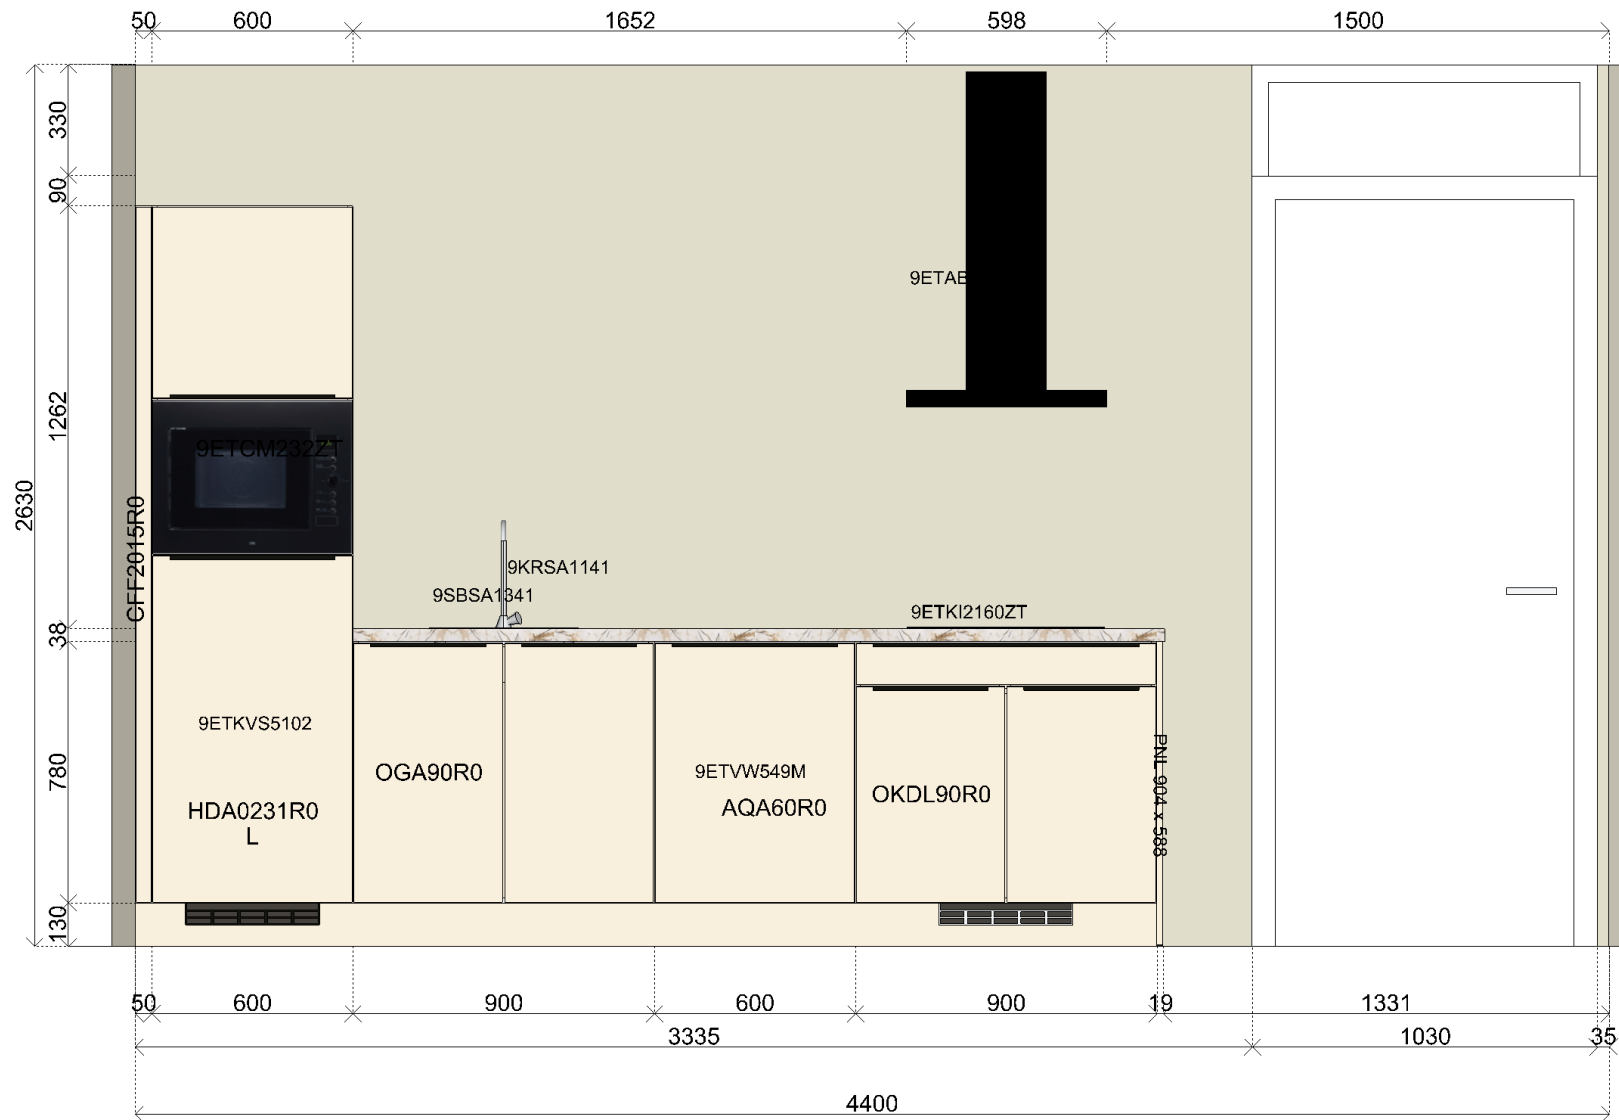 50 600 1652 598 1500
330
90
1262
38
780
130
2630
9ETAB
9ETCM232ZT
CFF2015R0
9KRSA1141
9SBSA1341
9ETKI2160ZT
9ETKVS5102
HDA0231R0
L
OGA90R0
9ETVW549M
AQA60R0
OKDL90R0
PNL 904 x 588
50 600 900 600 900 19 1331
3335 1030 35
4400